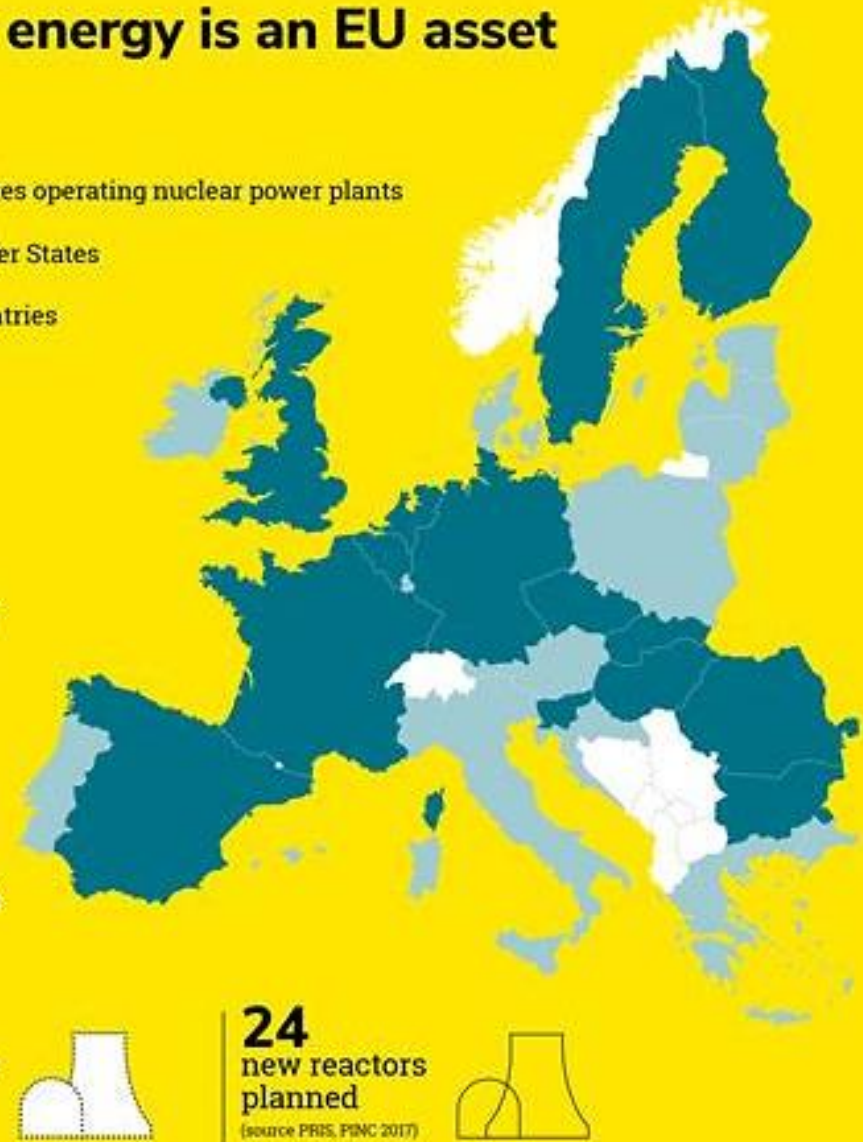 energy is an EU asset
es operating nuclear power plants
er States
ntries
24
new reactors
planned
(source PRIS, PINC 2017)